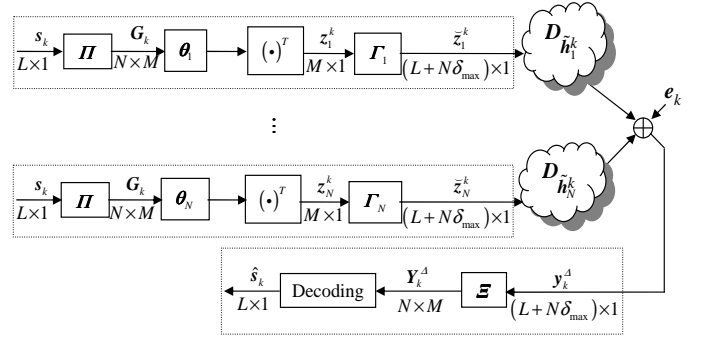 s_k G_k z_1^k z̆_1^k D_{h̃_1^k}
Π θ_1 (•)^T Γ_1
L×1 N×M M×1 (L+Nδ_max)×1
e_k
⋮
s_k G_k z_N^k z̆_N^k D_{h̃_N^k}
Π θ_N (•)^T Γ_N
L×1 N×M M×1 (L+Nδ_max)×1
ŝ_k Y_k^Δ y_k^Δ
Decoding Ξ
L×1 N×M (L+Nδ_max)×1